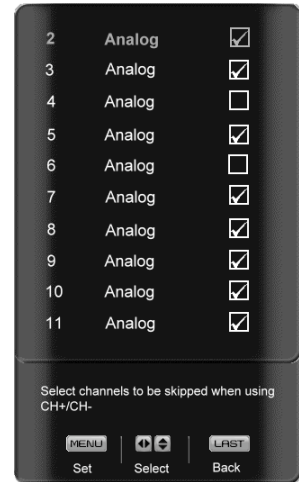 2 Analog
3 Analog
4 Analog
5 Analog
6 Analog
7 Analog
8 Analog
9 Analog
10 Analog
11 Analog
Select channels to be skipped when using
CH+/CH-
MENU LAST
Set Select Back